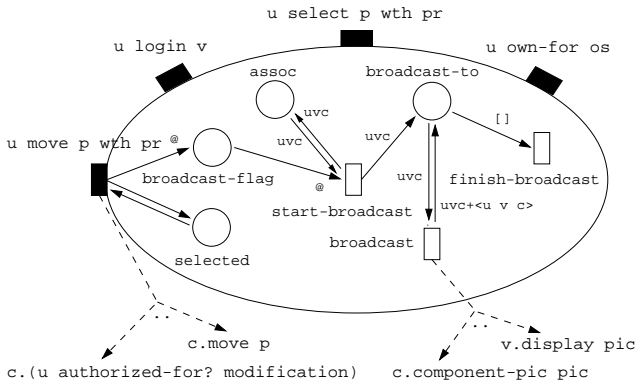 u select p wth pr
u login v
u own-for os
assoc
broadcast-to
u move p wth pr
@
uvc
uvc
uvc
[]
broadcast-flag
@
uvc
finish-broadcast
start-broadcast
uvc+<u v c>
broadcast
selected
..
..
c.move p
v.display pic
c.(u authorized-for? modification)
c.component-pic pic